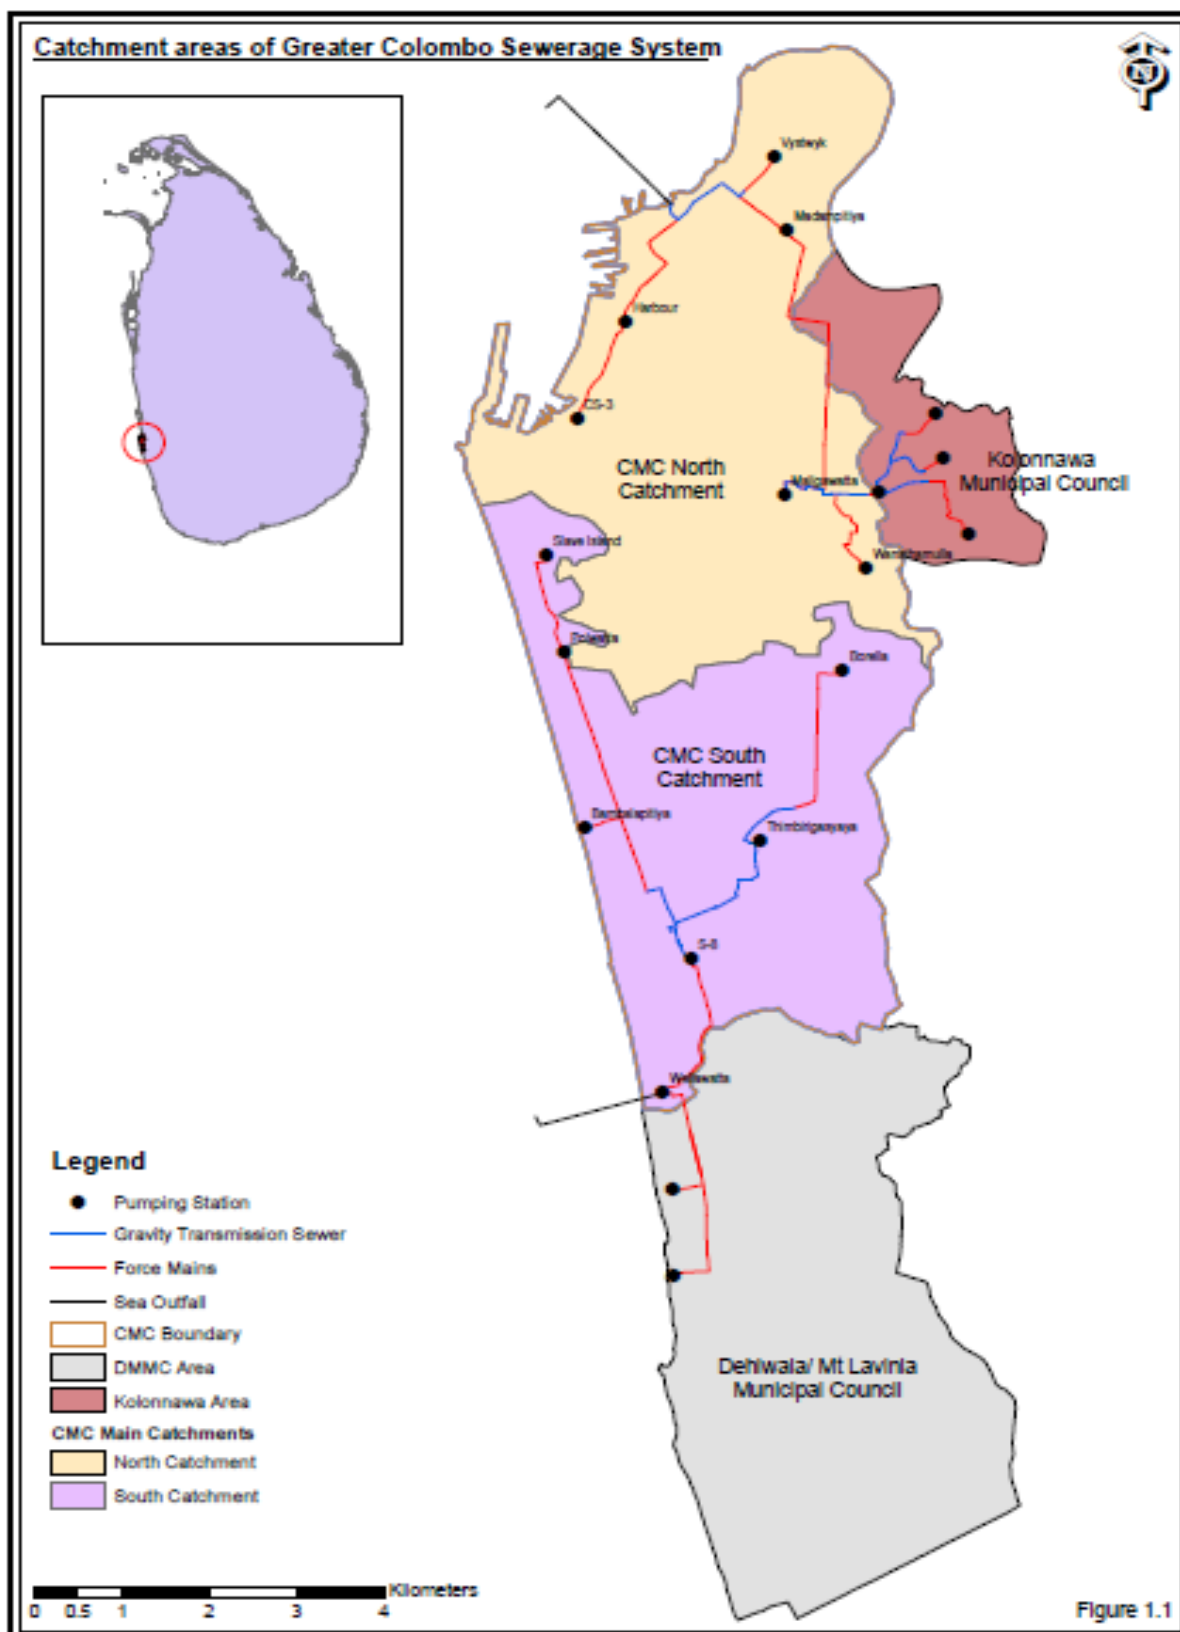 Catchment areas of Greater Colombo Sewerage System
N
Vystwyk
Madampitiya
Harbour
CS-3
CMC North
Catchment
Maligawatta
Kolonnawa
Municipal Council
Slave Island
Wanathamulla
Polwatta
Borella
CMC South
Catchment
Bambalapitiya
Thimbirigasyaya
S-8
Wellawatta
Legend
Pumping Station
Gravity Transmission Sewer
Force Mains
Sea Outfall
CMC Boundary
DMMC Area
Kolonnawa Area
CMC Main Catchments
North Catchment
South Catchment
Dehiwala/ Mt Lavinia
Municipal Council
Kilometers
0 0.5 1 2 3 4
Figure 1.1